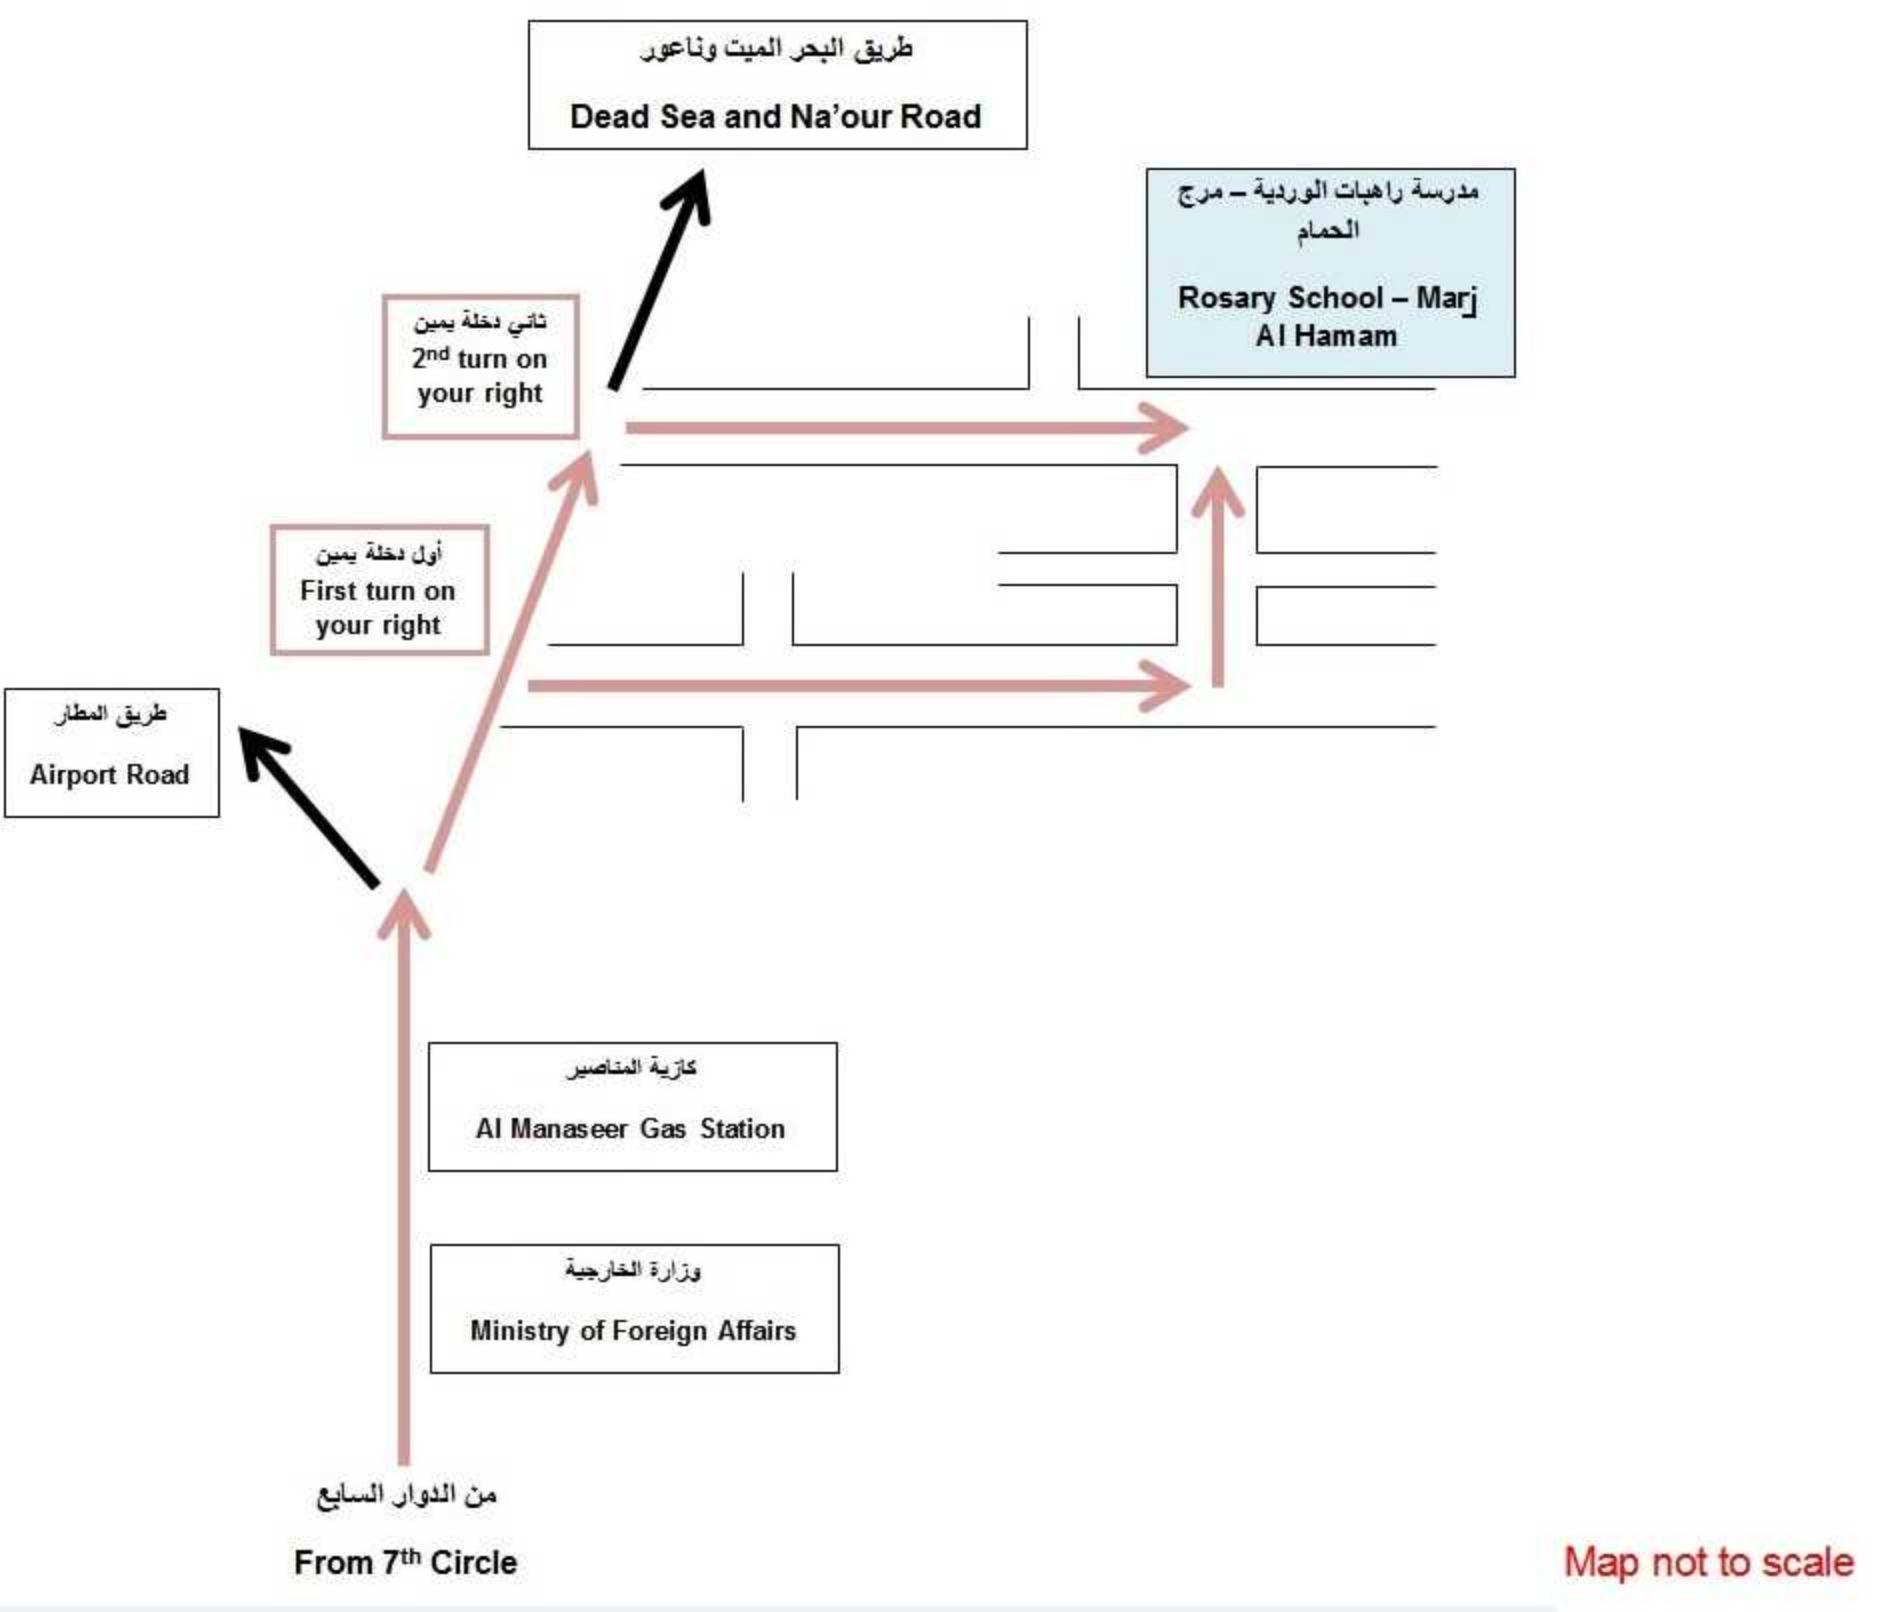 طريق البحر الميت وناعور
Dead Sea and Na’our Road
مدرسة راهبات الوردية – مرج
الحمام
Rosary School – Marj
Al Hamam
ثاني دخلة يمين
2nd turn on
your right
أول دخلة يمين
First turn on
your right
طريق المطار
Airport Road
كازية المناصير
Al Manaseer Gas Station
وزارة الخارجية
Ministry of Foreign Affairs
من الدوار السابع
From 7th Circle
Map not to scale